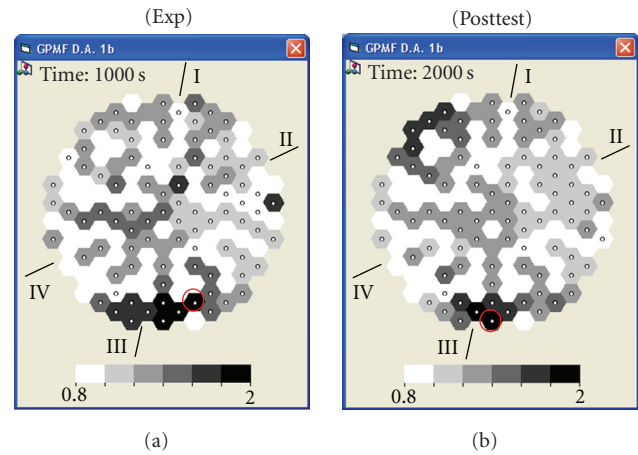 (Exp)
GPMF D.A. 1b
Time: 1000 s
I
II
IV
III
0.8
2
(a)
(Posttest)
GPMF D.A. 1b
Time: 2000 s
I
II
IV
III
0.8
2
(b)